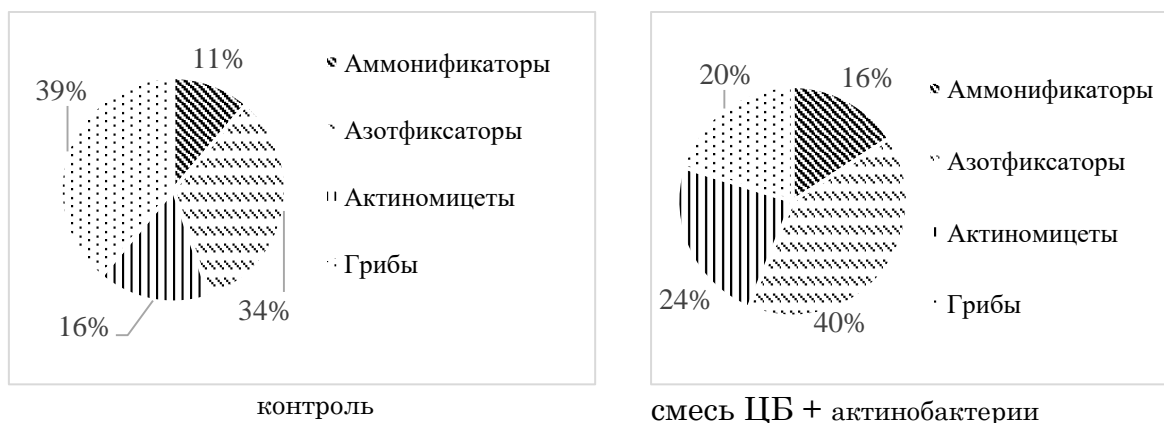 11%
39%
34%
16%
Аммонификаторы
Азотфиксаторы
Актиномицеты
Грибы
контроль
20%
16%
24%
40%
Аммонификаторы
Азотфиксаторы
Актиномицеты
Грибы
смесь ЦБ + актинобактерии